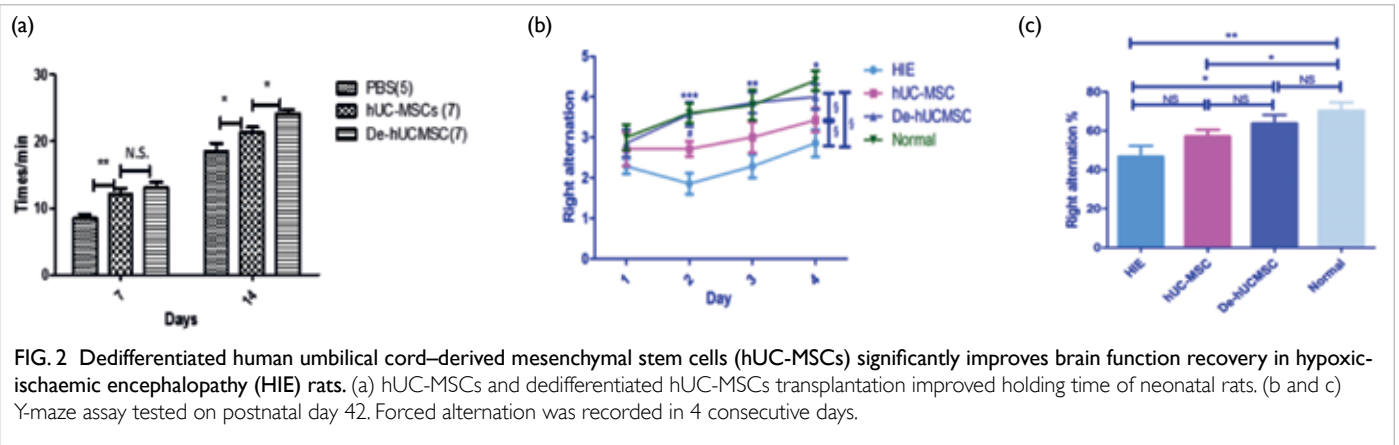 (a)
(b)
(c)
30
20
10
0
Times/min
**
N.S.
*
*
7
14
Days
PBS(5)
hUC-MSCs (7)
De-hUCMSC(7)
5
4
3
2
1
0
Right alternation
***
#
**
*
§
§
§
1
2
3
4
Day
HIE
hUC-MSC
De-hUCMSC
Normal
**
*
*
NS
NS
NS
80
60
40
20
0
Right alternation %
HIE
hUC-MSC
De-hUCMSC
Normal
FIG. 2 Dedifferentiated human umbilical cord–derived mesenchymal stem cells (hUC-MSCs) significantly improves brain function recovery in hypoxic-
ischaemic encephalopathy (HIE) rats. (a) hUC-MSCs and dedifferentiated hUC-MSCs transplantation improved holding time of neonatal rats. (b and c)
Y-maze assay tested on postnatal day 42. Forced alternation was recorded in 4 consecutive days.